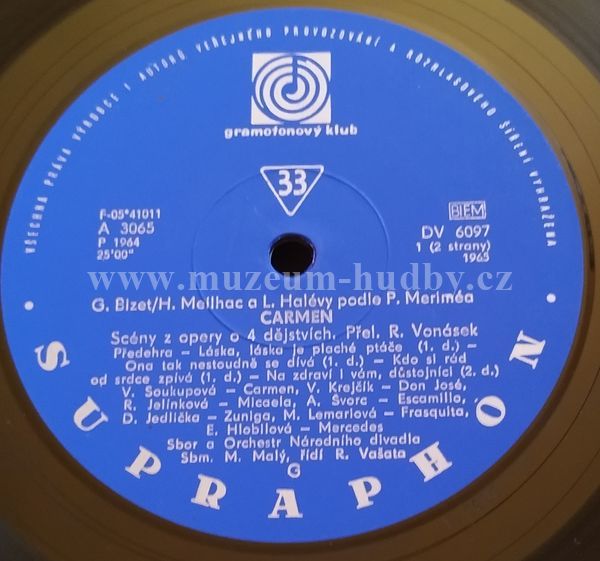 VŠECHNA PRÁVA VÝROBCE I AUTORŮ VEŘEJNÉHO PROVOZOVÁNÍ A ROZHLASOVÉHO ŠÍŘENÍ VYHRAŽENA
gramofonový klub
33
F-05*41011
A 3065
P 1964
25'00"
BIEM
DV 6097
1 (2 strany)
1965
www.muzeum-hudby.cz
G. Bizet/H. Meilhac a L. Halévy podle P. Meriméa
CARMEN
Scény z opery o 4 dějstvích. Přel. R. Vonásek
Předehra – Láska, láska je plaché ptáče (1. d.) –
Ona tak nestoudně se dívá (1. d.) – Kdo si rád
od srdce zpívá (1. d.) – Na zdraví i vám, důstojníci (2. d.)
V. Soukupová – Carmen, V. Krejčík – Don José,
R. Jelínková – Micaela, A. Švorc – Escamillo,
D. Jedlička – Zuniga, M. Lemariová – Frasquita,
E. Hlobilová – Mercedes
Sbor a Orchestr Národního divadla
Sbm. M. Malý, řídí R. Vašata
G
SUPRAPHON